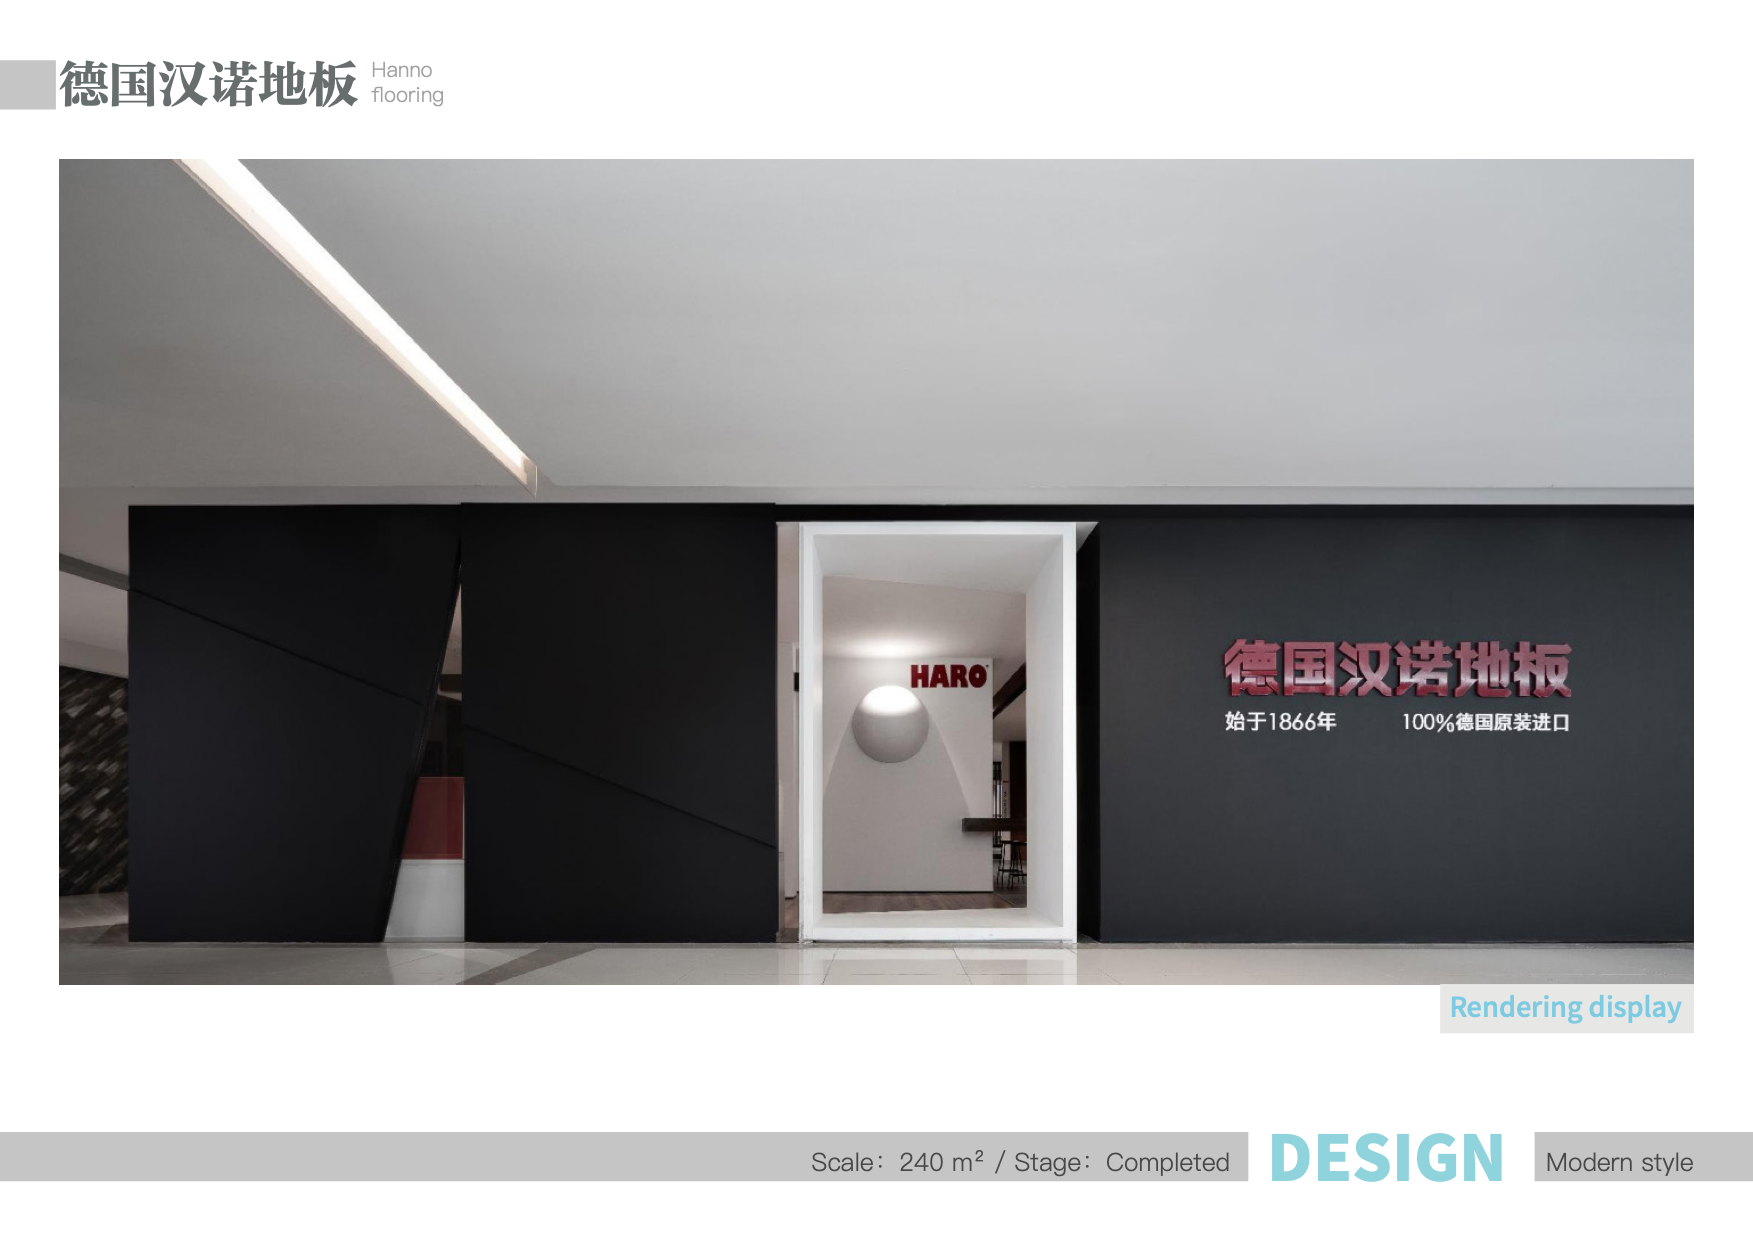 德国汉诺地板
Hanno
flooring
HARO
德国汉诺地板
始于1866年 100%德国原装进口
Rendering display
Scale：240 m² / Stage：Completed DESIGN Modern style